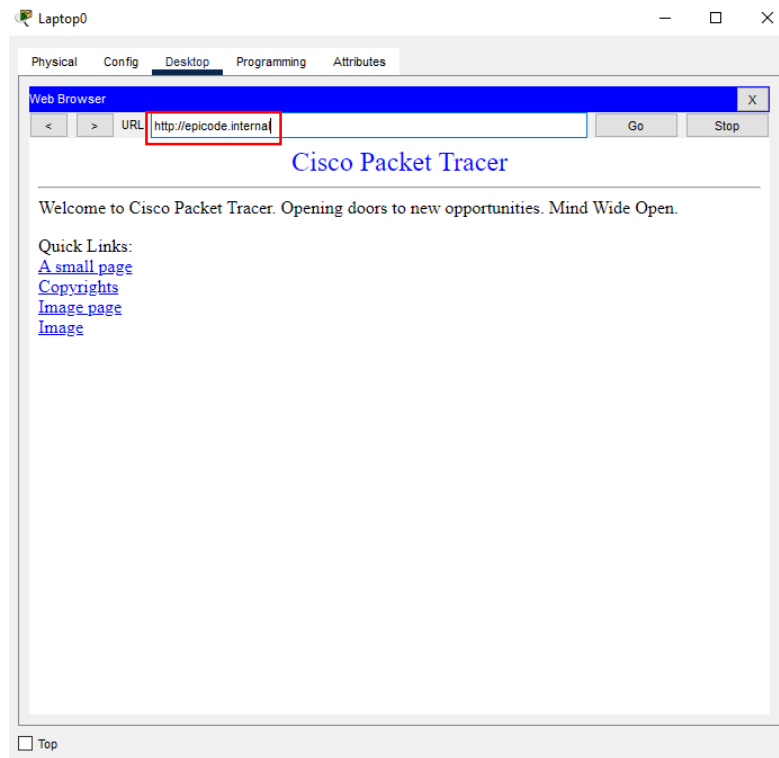 Laptop0
Physical Config Desktop Programming Attributes
Web Browser
X
< > URL http://epicode.internal Go Stop
Cisco Packet Tracer
Welcome to Cisco Packet Tracer. Opening doors to new opportunities. Mind Wide Open.
Quick Links:
A small page
Copyrights
Image page
Image
Top